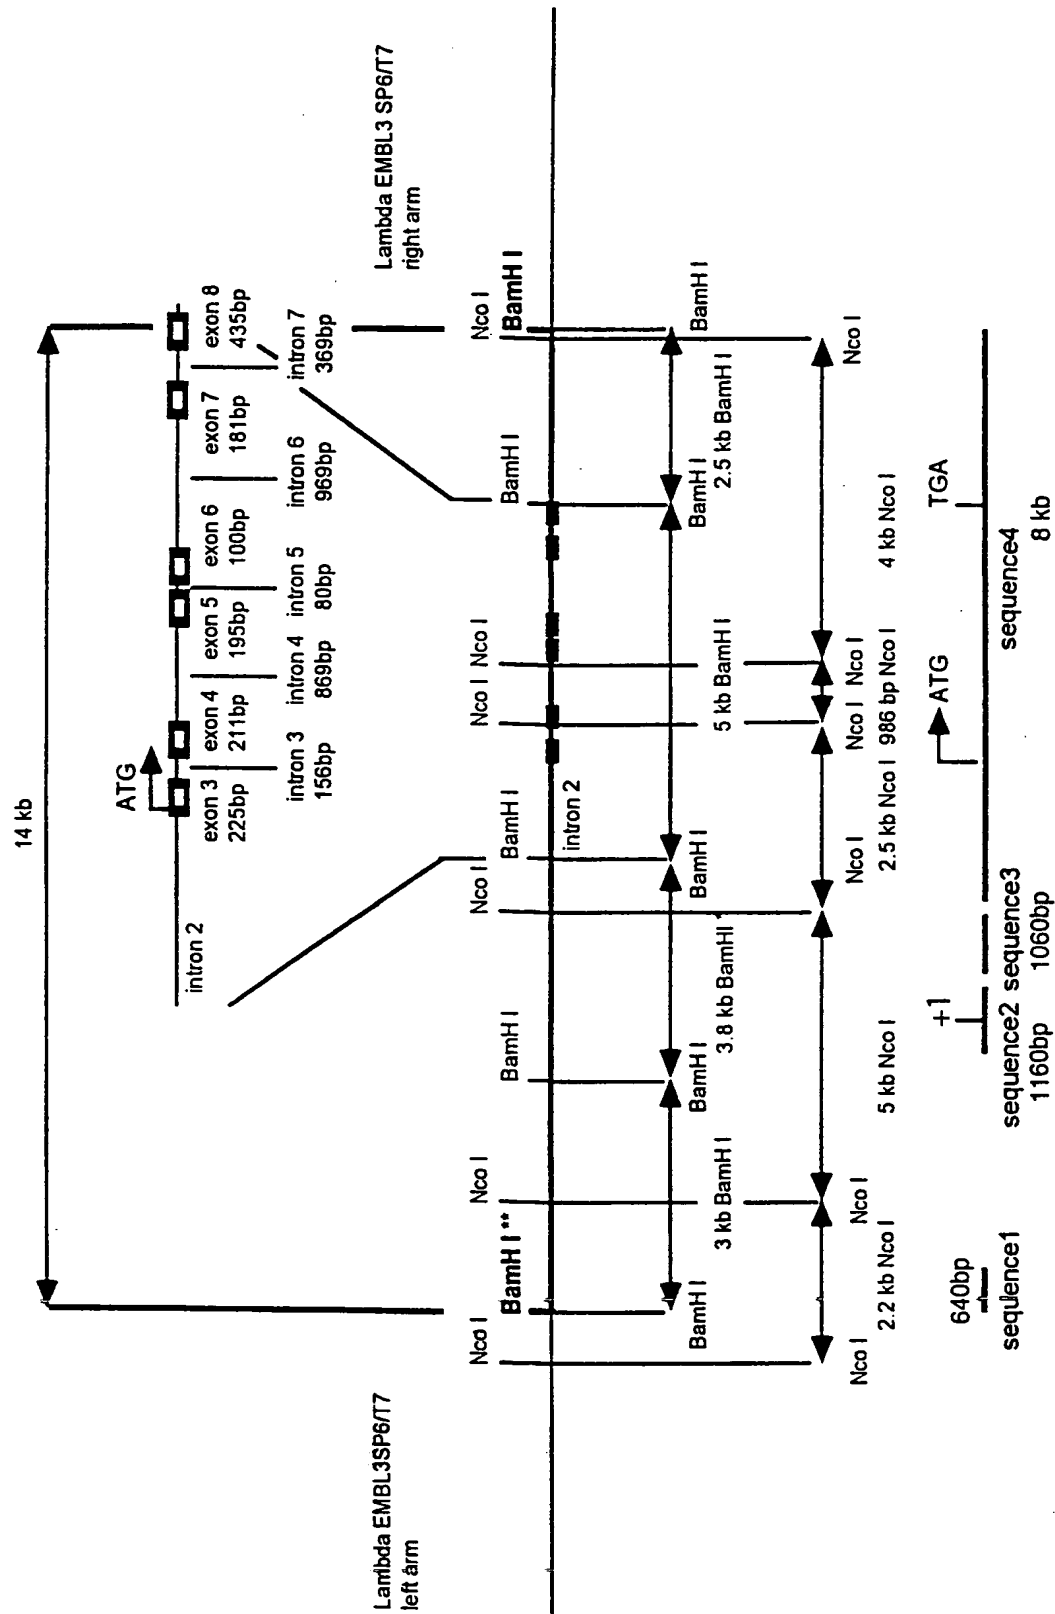 14 kb
ATG
exon 3
225bp
exon 4
211bp
exon 5
195bp
exon 6
100bp
exon 7
181bp
exon 8
435bp
intron 2
intron 3
156bp
intron 4
869bp
intron 5
80bp
intron 6
969bp
intron 7
369bp
Lambda EMBL3SP6/T7
left arm
Lambda EMBL3 SP6/T7
right arm
Nco I
BamH I**
Nco I
BamH I
Nco I
BamH I
Nco I
Nco I
BamH I
Nco I
BamH I
intron 2
BamH I
3 kb BamH I
BamH I
3.8 kb BamH I
BamH I
5 kb BamH I
BamH I
2.5 kb BamH I
BamH I
Nco I
2.2 kb Nco I
Nco I
5 kb Nco I
Nco I
2.5 kb Nco I
Nco I
986 bp Nco I
Nco I
4 kb Nco I
Nco I
640bp
sequence1
+1
sequence2
1160bp
sequence3
1060bp
ATG
TGA
sequence4
8 kb